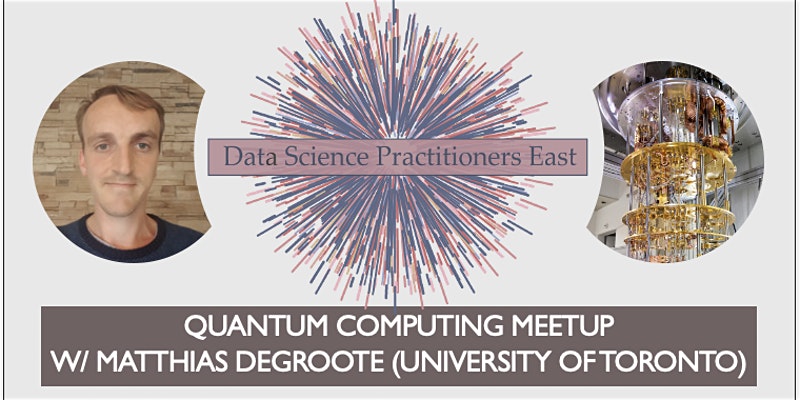 Data Science Practitioners East
QUANTUM COMPUTING MEETUP
W/ MATTHIAS DEGROOTE (UNIVERSITY OF TORONTO)